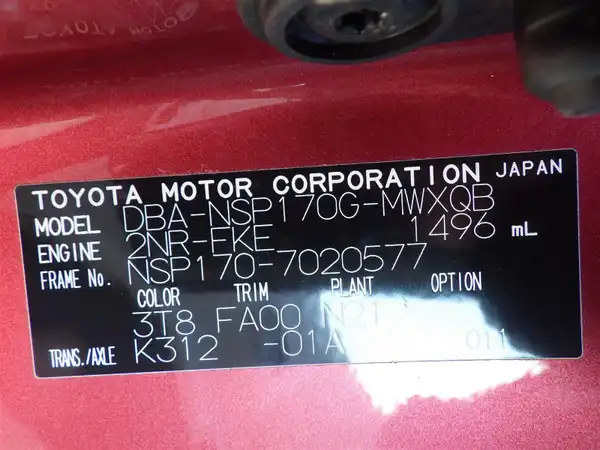 TOYOTA MOTOR CORPORATION JAPAN
MODEL DBA-NSP170G-MWXQB
ENGINE 2NR-FKE 1496 mL
FRAME No. NSP170-7020577
COLOR TRIM PLANT OPTION
3T8 FA00 N21
TRANS./AXLE K312 -01A 011